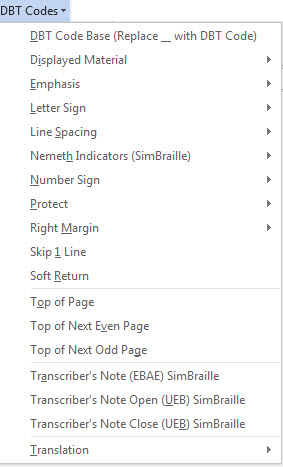 DBT Codes
DBT Code Base (Replace __ with DBT Code)
Displayed Material
Emphasis
Letter Sign
Line Spacing
Nemeth Indicators (SimBraille)
Number Sign
Protect
Right Margin
Skip 1 Line
Soft Return
Top of Page
Top of Next Even Page
Top of Next Odd Page
Transcriber's Note (EBAE) SimBraille
Transcriber's Note Open (UEB) SimBraille
Transcriber's Note Close (UEB) SimBraille
Translation